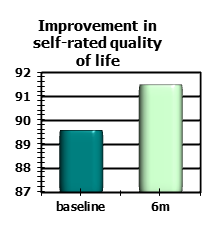 Improvement in
self-rated quality
of life
92
91
90
89
88
87
baseline 6m